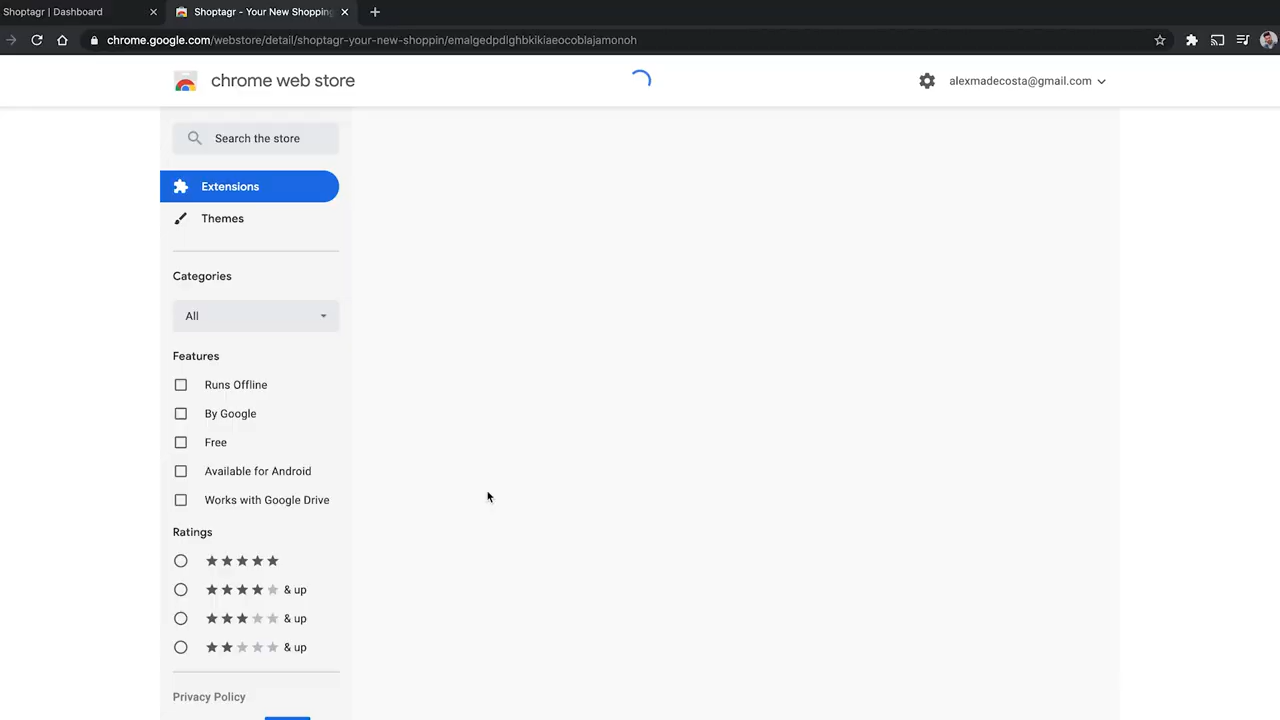 Shoptagr | Dashboard
Shoptagr - Your New Shopping
chrome.google.com/webstore/detail/shoptagr-your-new-shoppin/emalgedpdlghbkikiaeocoblajamonoh
chrome web store
alexmadecosta@gmail.com
Search the store
Extensions
Themes
Categories
All
Features
Runs Offline
By Google
Free
Available for Android
Works with Google Drive
Ratings
& up
& up
& up
Privacy Policy